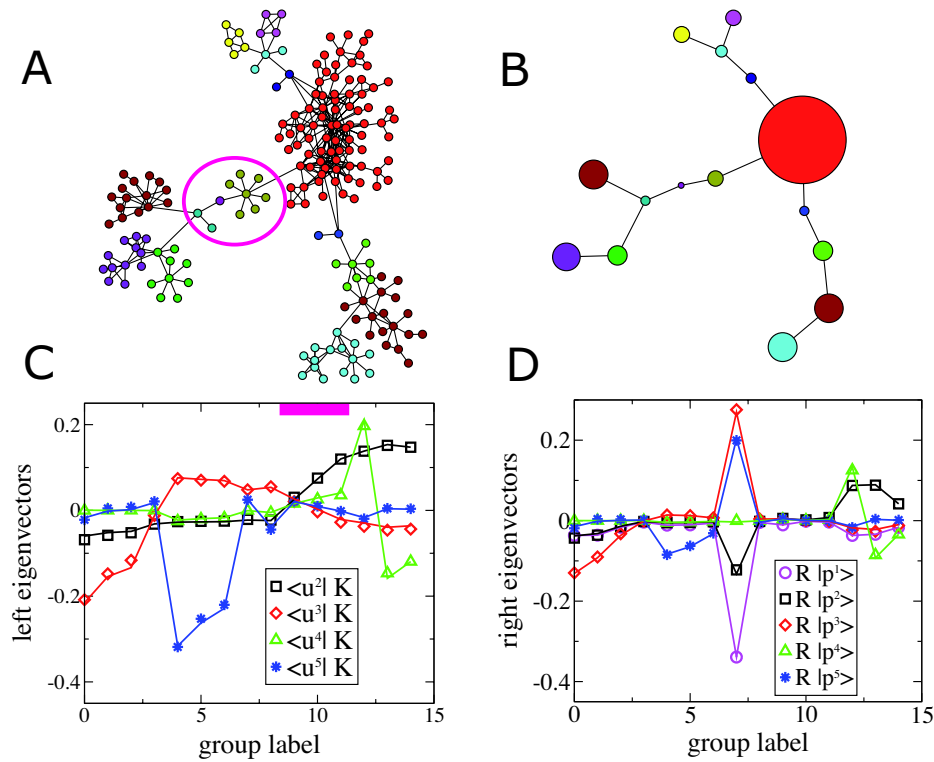 A
B
C
D
left eigenvectors
0.2
0
-0.2
-0.4
<u²| K
<u³| K
<u⁴| K
<u⁵| K
0
5
10
15
group label
right eigenvectors
0.2
0
-0.2
-0.4
R |p¹>
R |p²>
R |p³>
R |p⁴>
R |p⁵>
0
5
10
15
group label